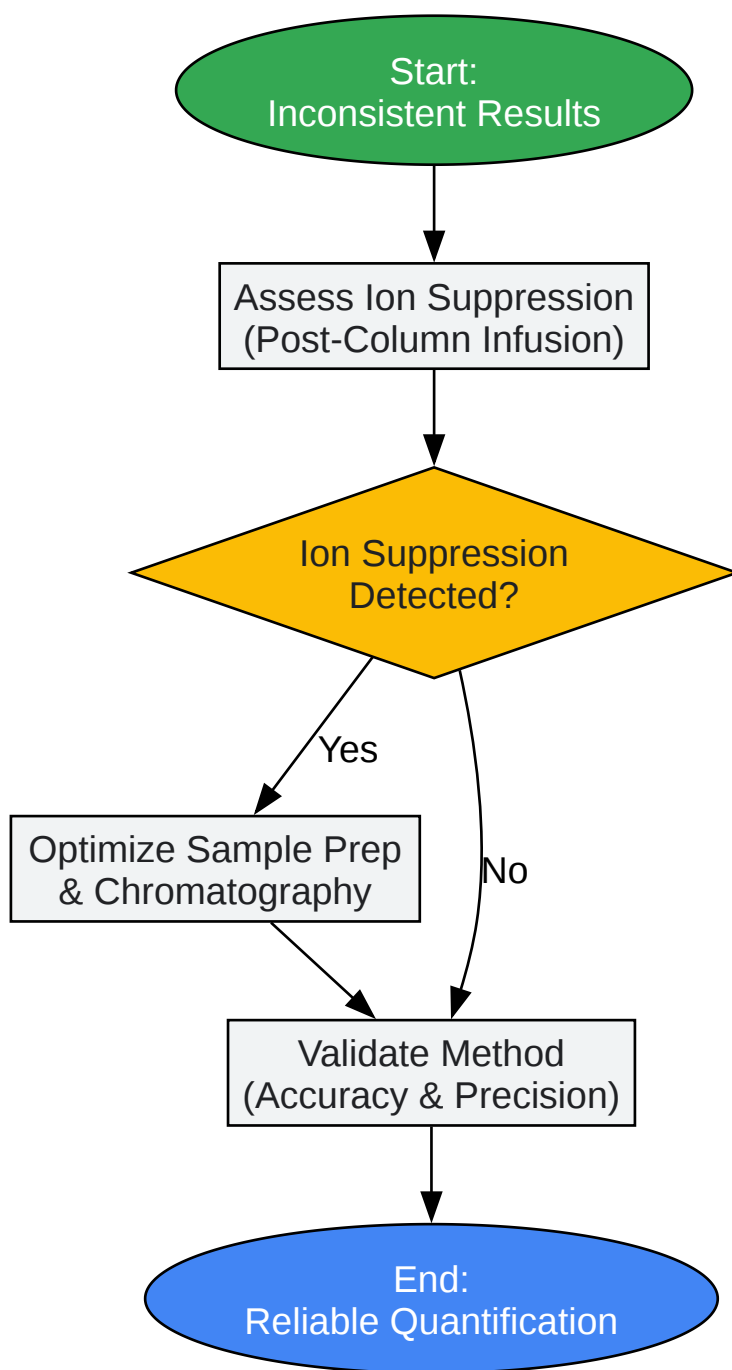 Start:
Inconsistent Results
Assess Ion Suppression
(Post-Column Infusion)
Ion Suppression
Detected?
Yes
Optimize Sample Prep
& Chromatography
No
Validate Method
(Accuracy & Precision)
End:
Reliable Quantification